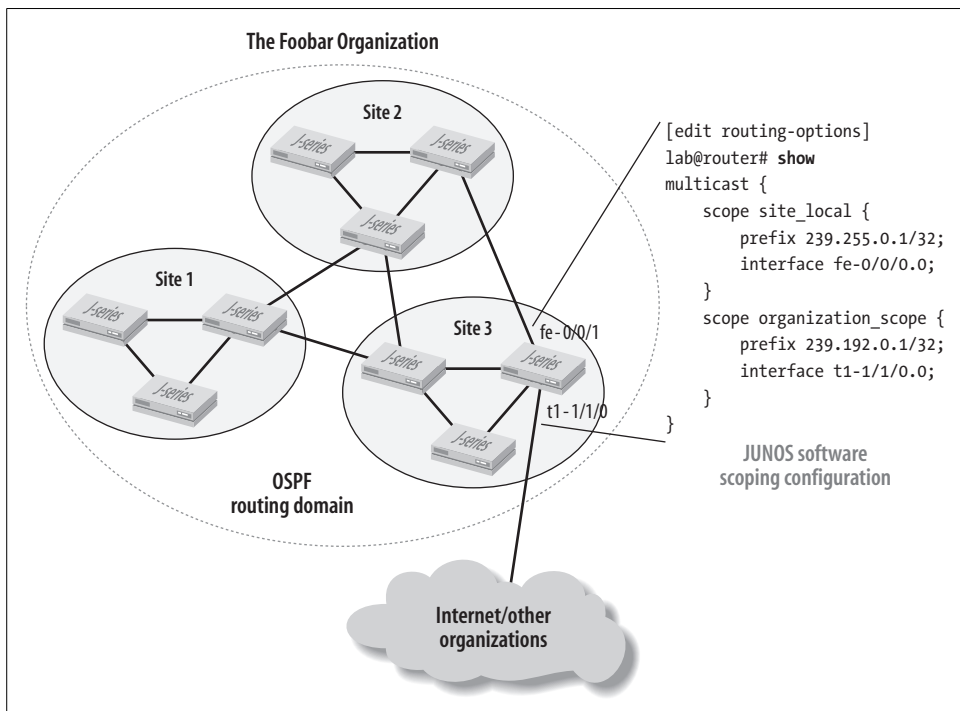 The Foobar Organization
Site 2
J-series
J-series
J-series
Site 1
J-series
J-series
J-series
Site 3
fe-0/0/1
J-series
J-series
t1-1/1/0
J-series
OSPF
routing domain
Internet/other
organizations
[edit routing-options]
lab@router# show
multicast {
    scope site_local {
        prefix 239.255.0.1/32;
        interface fe-0/0/0.0;
    }
    scope organization_scope {
        prefix 239.192.0.1/32;
        interface t1-1/1/0.0;
    }
}
JUNOS software
scoping configuration